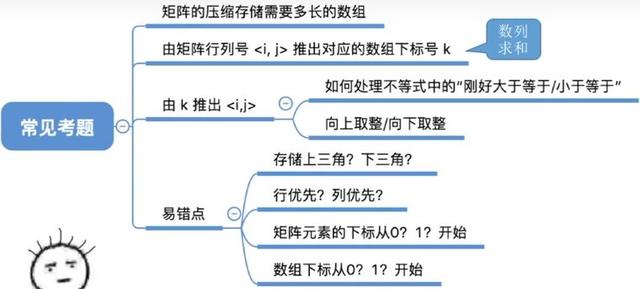 矩阵的压缩存储需要多长的数组
由矩阵行列号 <i, j> 推出对应的数组下标号 k
数列
求和
常见考题
由 k 推出 <i,j>
如何处理不等式中的“刚好大于等于/小于等于”
向上取整/向下取整
易错点
存储上三角？下三角？
行优先？列优先？
矩阵元素的下标从0？1？开始
数组下标从0？1？开始